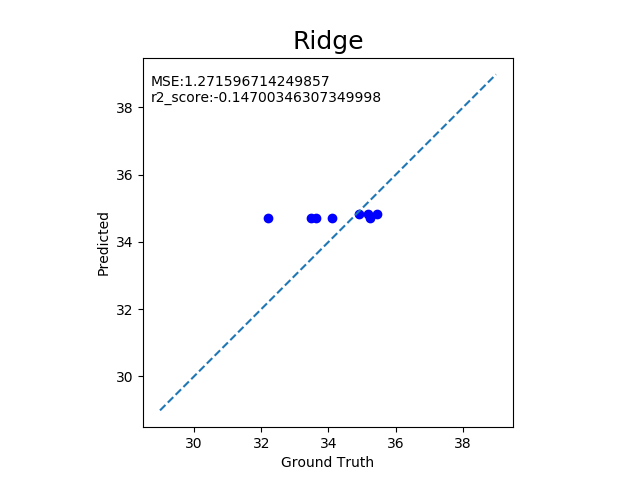 Ridge
MSE:1.271596714249857
r2_score:-0.14700346307349998
38
36
34
32
30
Predicted
30 32 34 36 38
Ground Truth